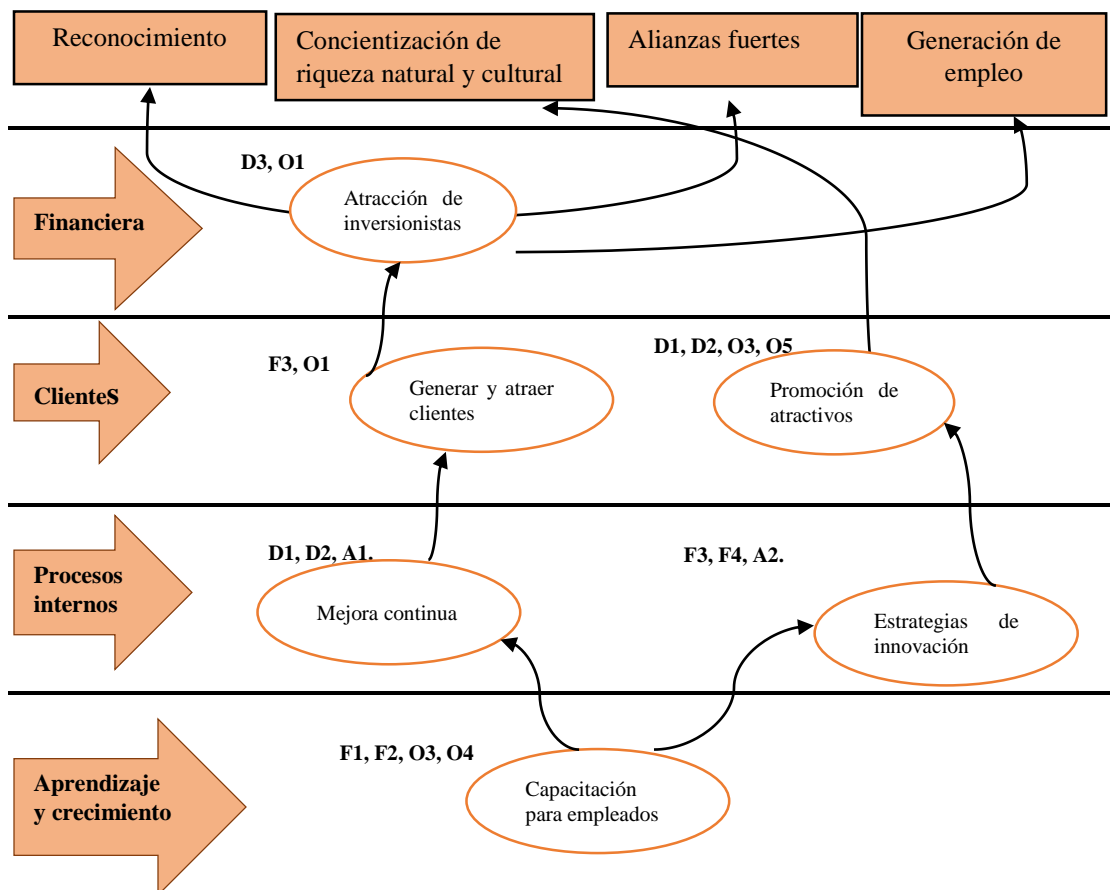 Reconocimiento
Concientización de
riqueza natural y cultural
Alianzas fuertes
Generación de
empleo
D3, O1
Atracción de
inversionistas
Financiera
F3, O1
D1, D2, O3, O5
Generar y atraer
clientes
Promoción de
atractivos
Clientes
D1, D2, A1.
F3, F4, A2.
Procesos
internos
Mejora continua
Estrategias de
innovación
F1, F2, O3, O4
Aprendizaje
y crecimiento
Capacitación
para empleados